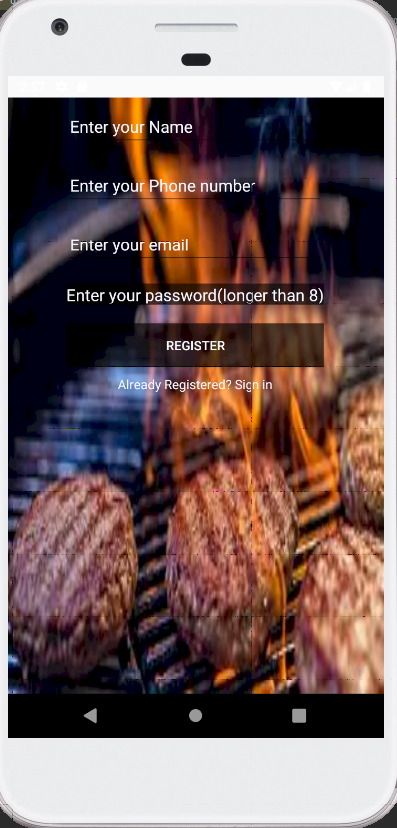 Enter your Name
Enter your Phone number
Enter your email
Enter your password(longer than 8)
REGISTER
Already Registered? Sign in